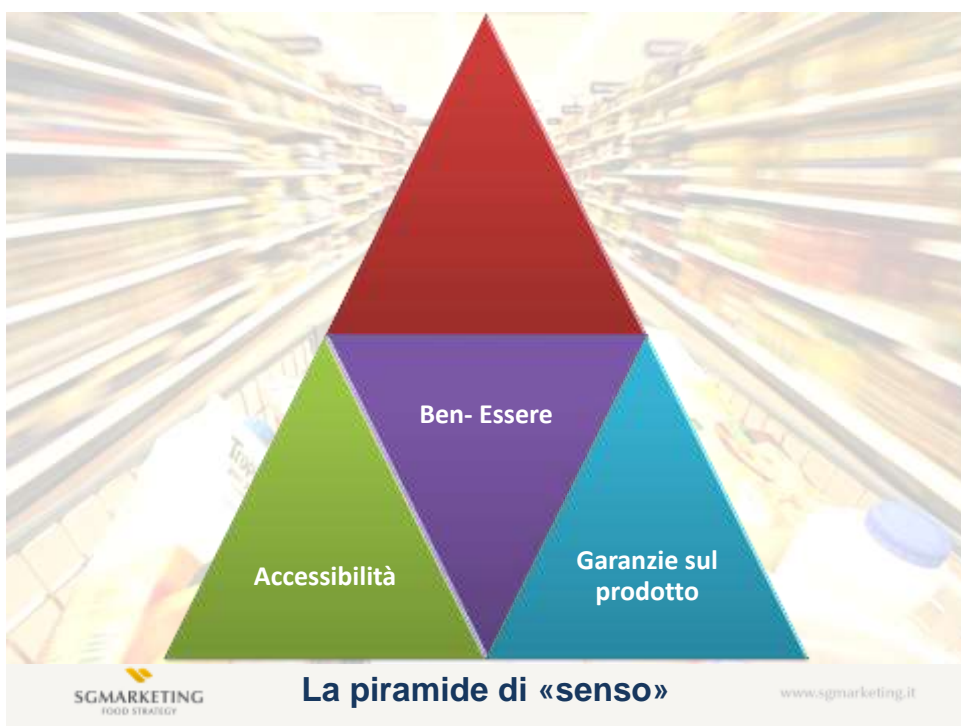 Ben- Essere
Accessibilità
Garanzie sul
prodotto
SGMARKETING
FOOD STRATEGY
La piramide di «senso»
www.sgmarketing.it